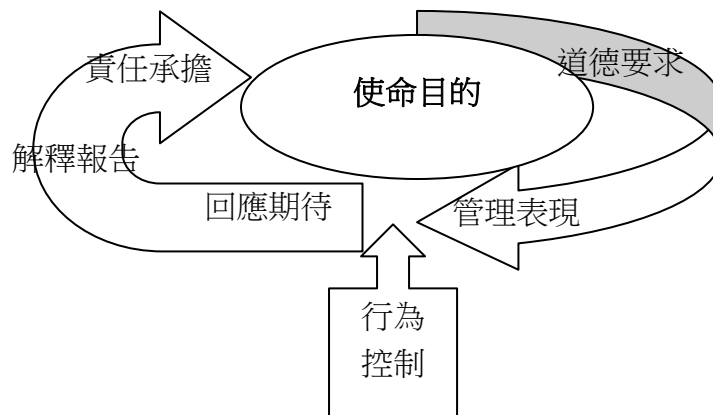 責任承擔
道德要求
使命目的
解釋報告
回應期待
管理表現
行為
控制